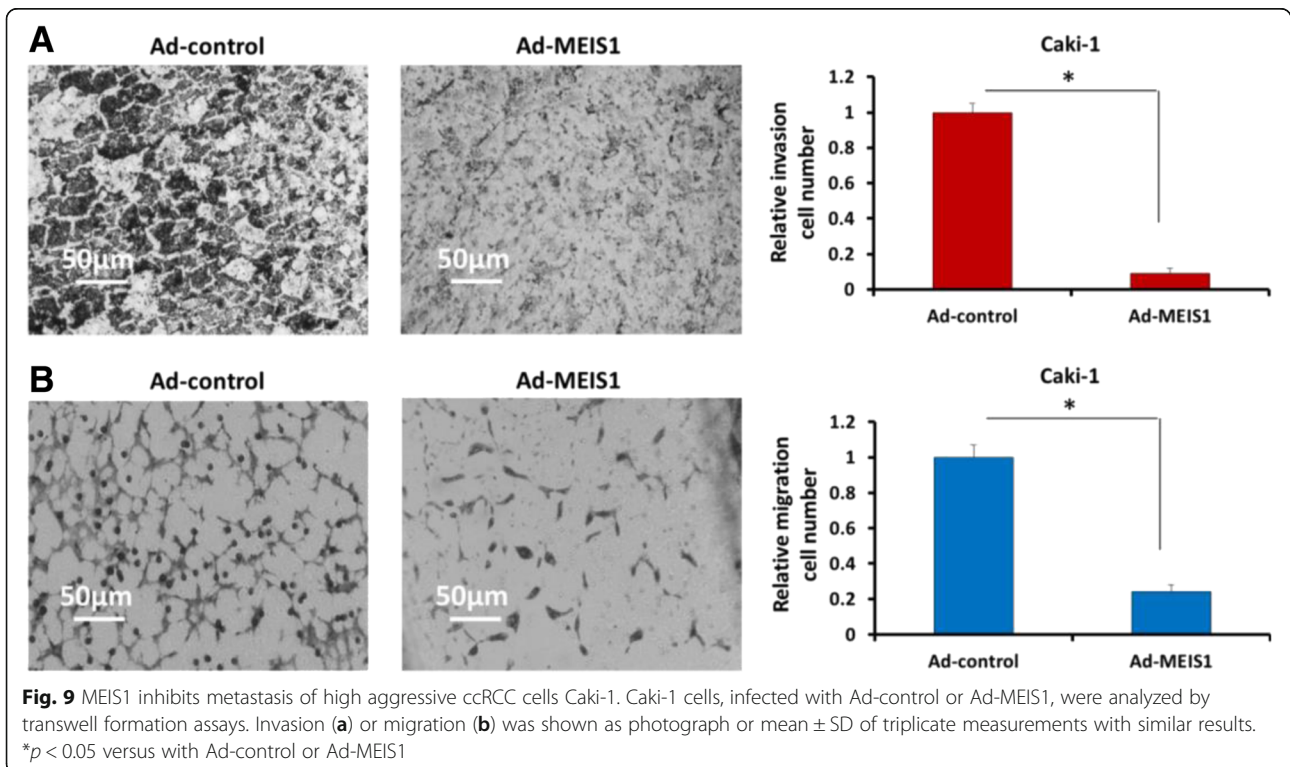 A
Ad-control
Ad-MEIS1
Caki-1
50μm
50μm
Relative invasion
cell number
1.2
1
0.8
0.6
0.4
0.2
0
*
Ad-control
Ad-MEIS1
B
Ad-control
Ad-MEIS1
Caki-1
50μm
50μm
Relative migration
cell number
1.2
1
0.8
0.6
0.4
0.2
0
*
Ad-control
Ad-MEIS1
Fig. 9 MEIS1 inhibits metastasis of high aggressive ccRCC cells Caki-1. Caki-1 cells, infected with Ad-control or Ad-MEIS1, were analyzed by
transwell formation assays. Invasion (a) or migration (b) was shown as photograph or mean ± SD of triplicate measurements with similar results.
*p < 0.05 versus with Ad-control or Ad-MEIS1